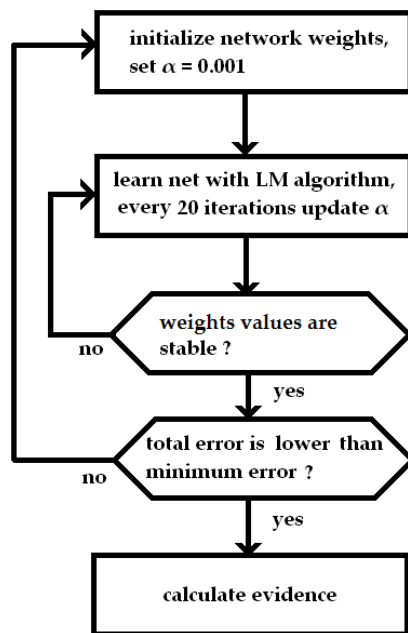 initialize network weights,
set α = 0.001
learn net with LM algorithm,
every 20 iterations update α
weights values are
stable ?
no
yes
total error is lower than
minimum error ?
no
yes
calculate evidence